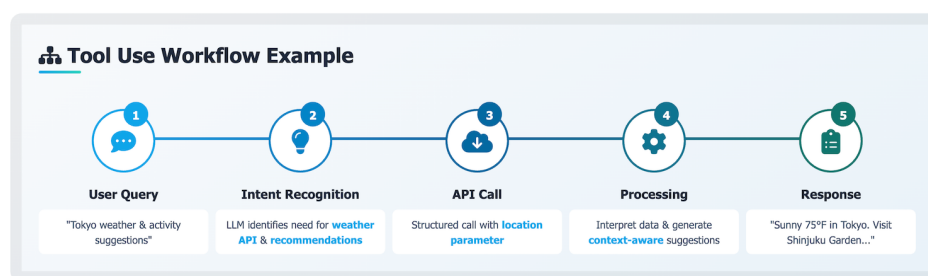 Tool Use Workflow Example
1
2
3
4
5
User Query
Intent Recognition
API Call
Processing
Response
"Tokyo weather & activity
suggestions"
LLM identifies need for weather
API & recommendations
Structured call with location
parameter
Interpret data & generate
context-aware suggestions
"Sunny 75°F in Tokyo. Visit
Shinjuku Garden..."